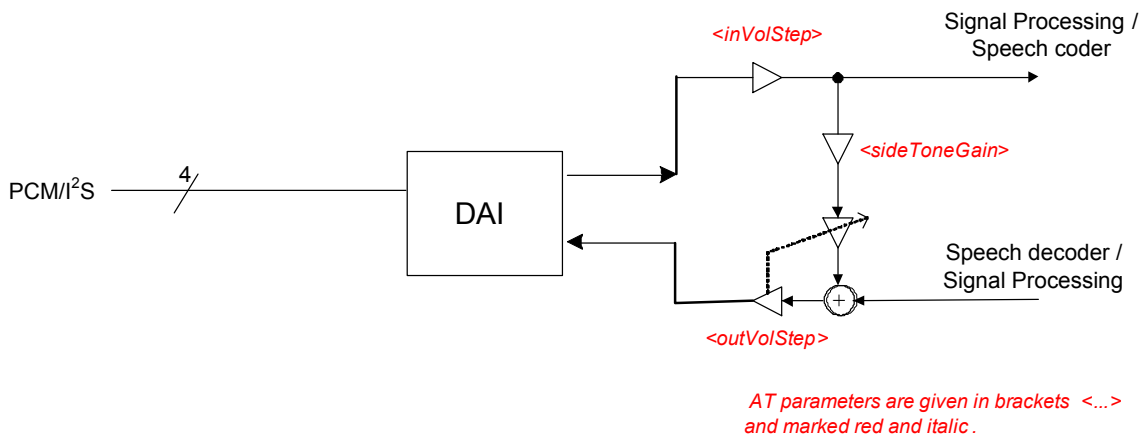 <inVolStep>
Signal Processing /
Speech coder
4
<sideToneGain>
PCM/I²S
DAI
Speech decoder /
Signal Processing
+
<outVolStep>
AT parameters are given in brackets <...>
and marked red and italic .